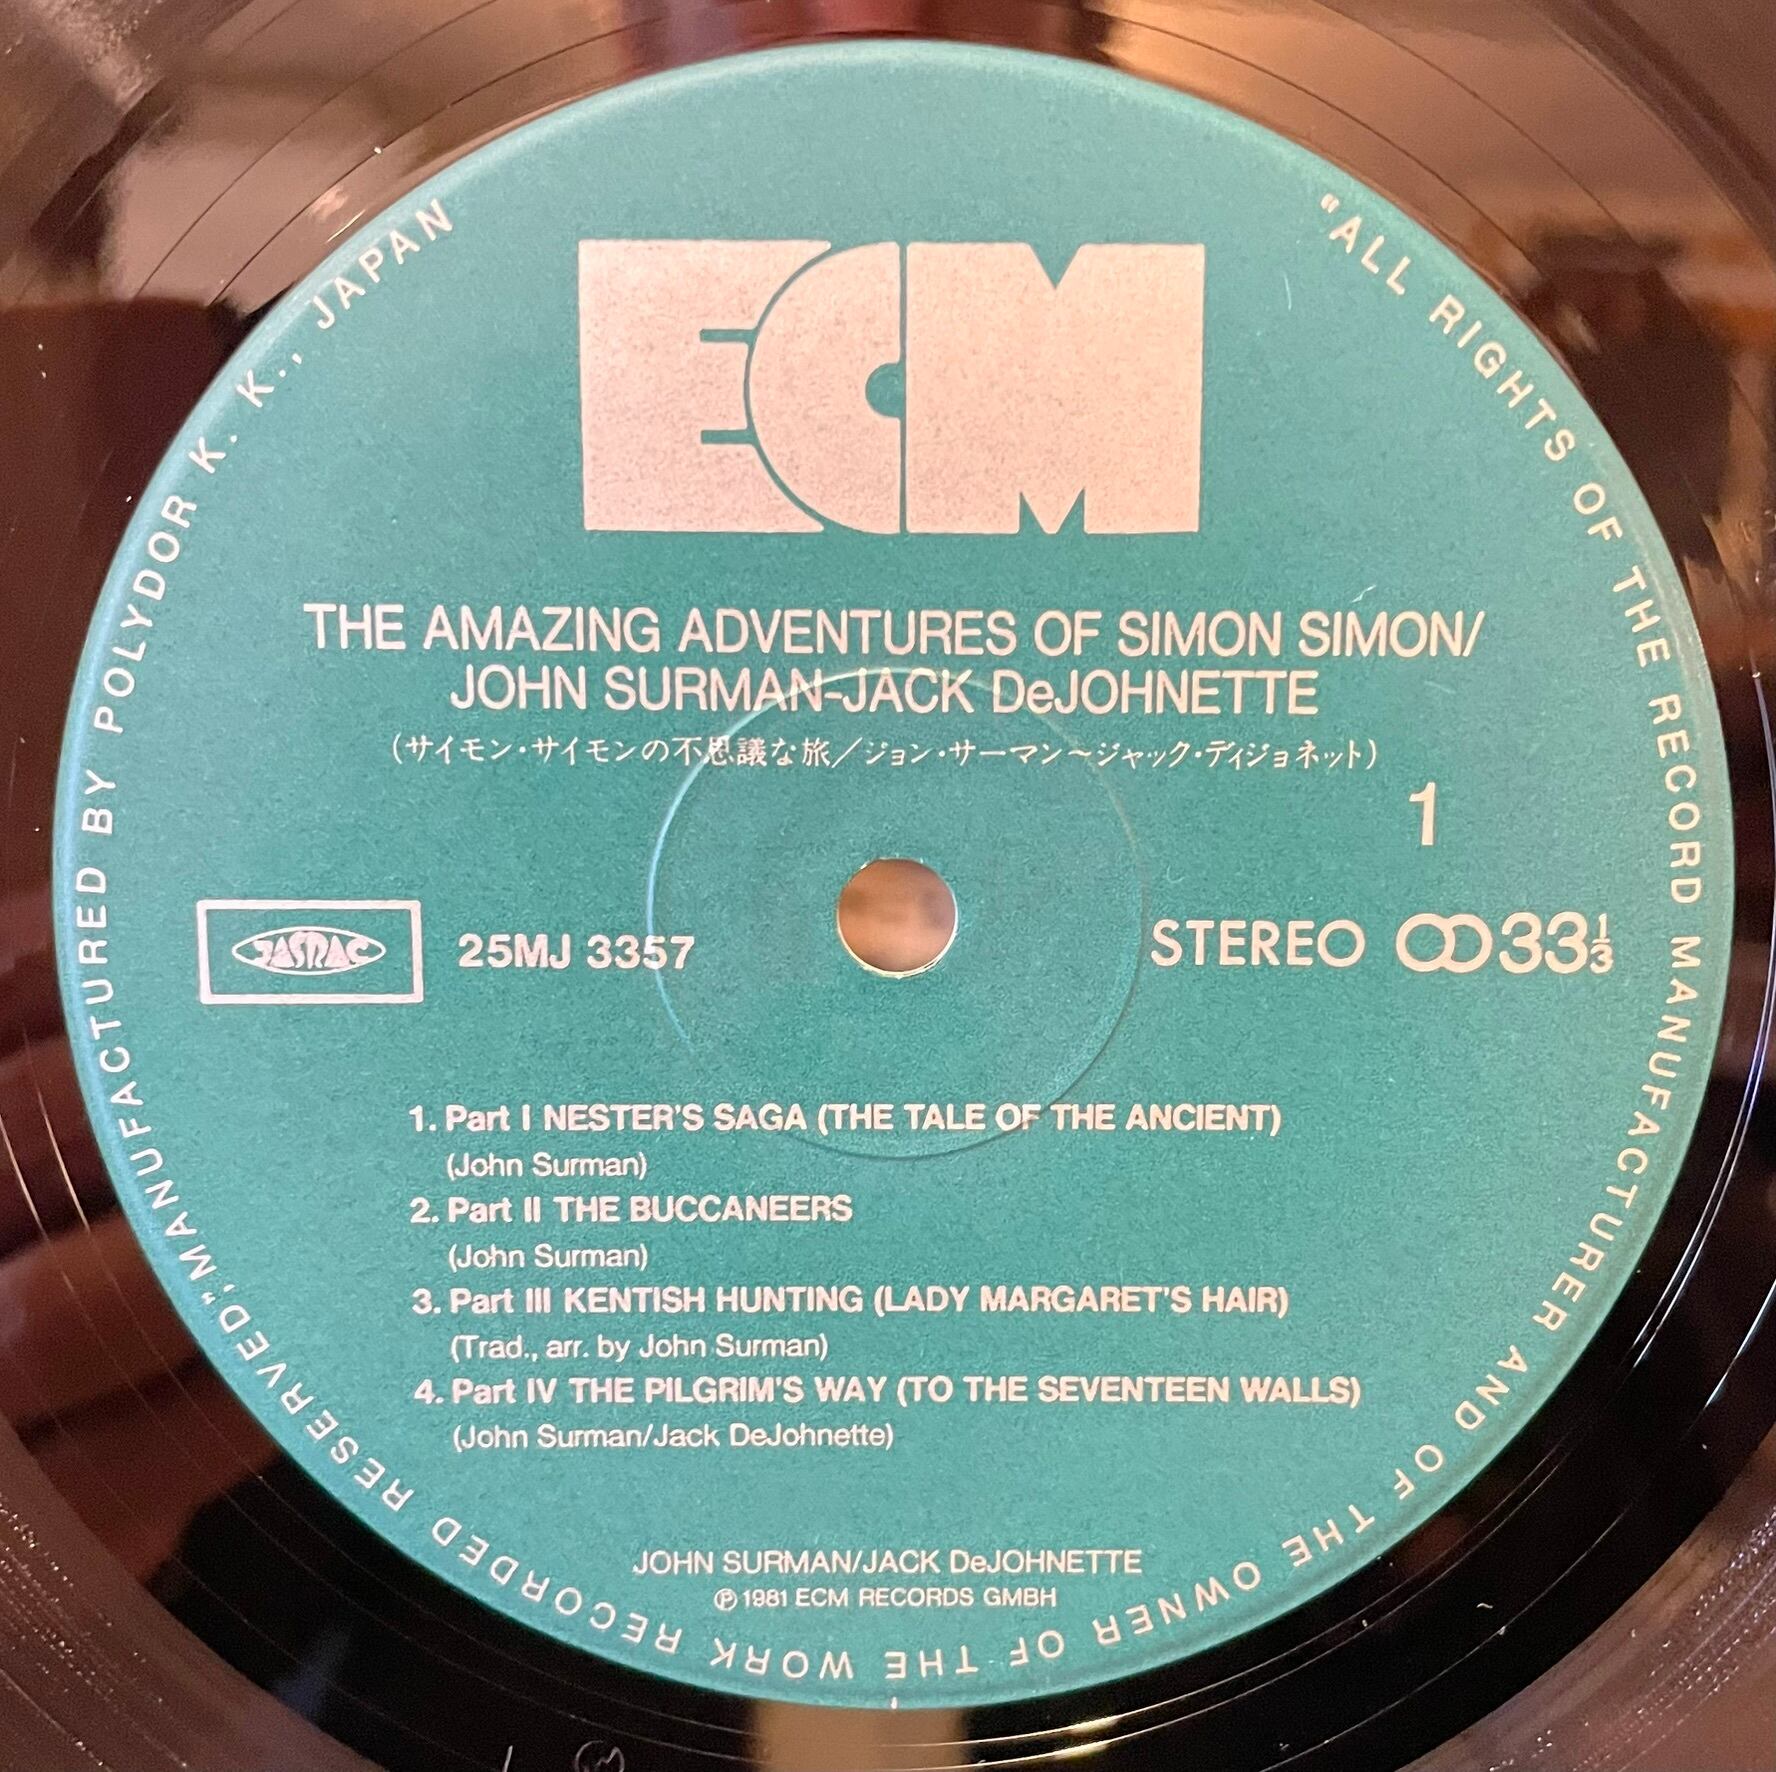 ECM
THE AMAZING ADVENTURES OF SIMON SIMON/
JOHN SURMAN-JACK DeJOHNETTE
(サイモン・サイモンの不思議な旅／ジョン・サーマン〜ジャック・ディジョネット)
1
JASRAC
25MJ 3357
STEREO 33 1/3
1. Part I NESTER'S SAGA (THE TALE OF THE ANCIENT)
(John Surman)
2. Part II THE BUCCANEERS
(John Surman)
3. Part III KENTISH HUNTING (LADY MARGARET'S HAIR)
(Trad., arr. by John Surman)
4. Part IV THE PILGRIM'S WAY (TO THE SEVENTEEN WALLS)
(John Surman/Jack DeJohnette)
JOHN SURMAN/JACK DeJOHNETTE
℗ 1981 ECM RECORDS GMBH
"ALL RIGHTS OF THE RECORD MANUFACTURER AND OF THE OWNER OF THE WORK RECORDED RESERVED," MANUFACTURED BY POLYDOR K. K., JAPAN